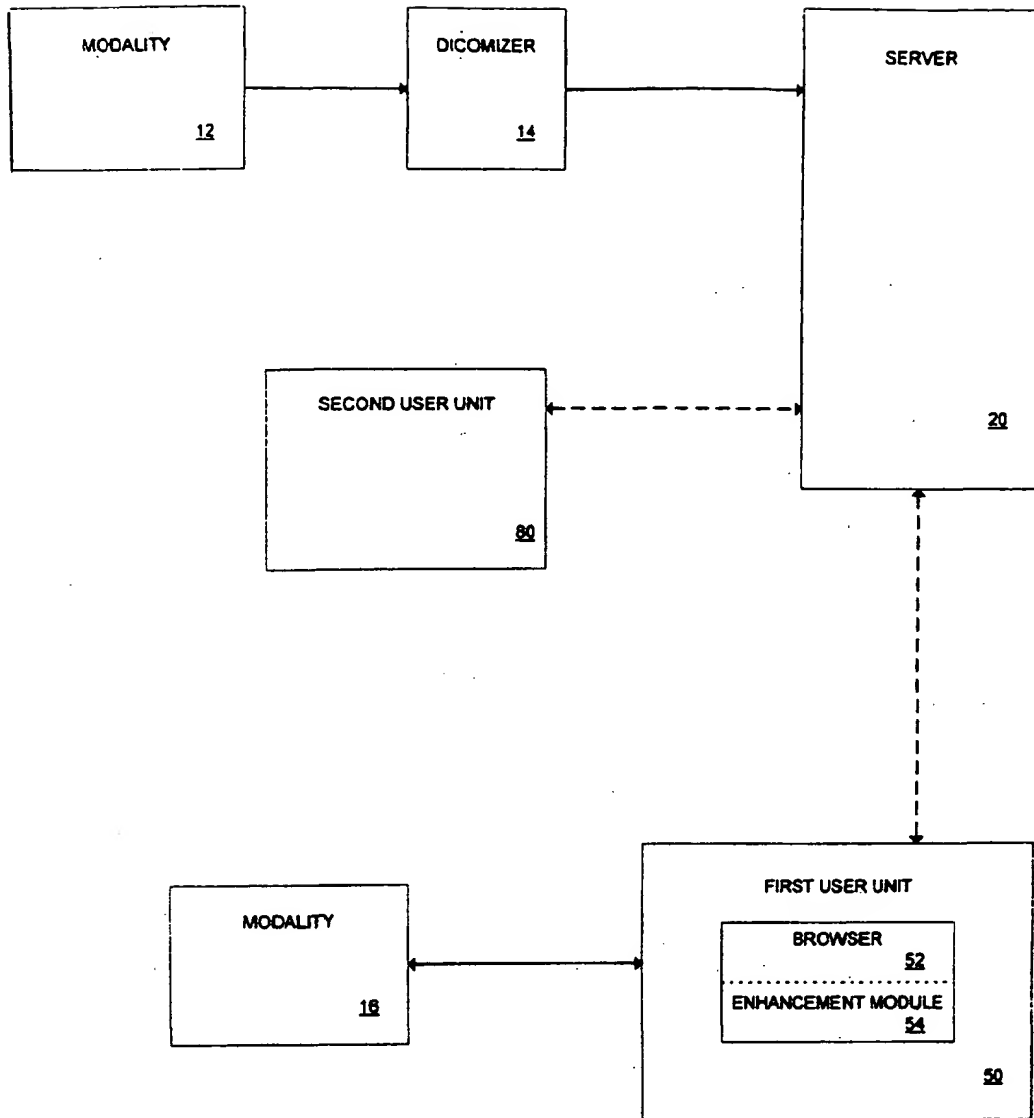 MODALITY
12
DICOMIZER
14
SERVER
20
SECOND USER UNIT
80
FIRST USER UNIT
BROWSER
52
ENHANCEMENT MODULE
54
50
MODALITY
16